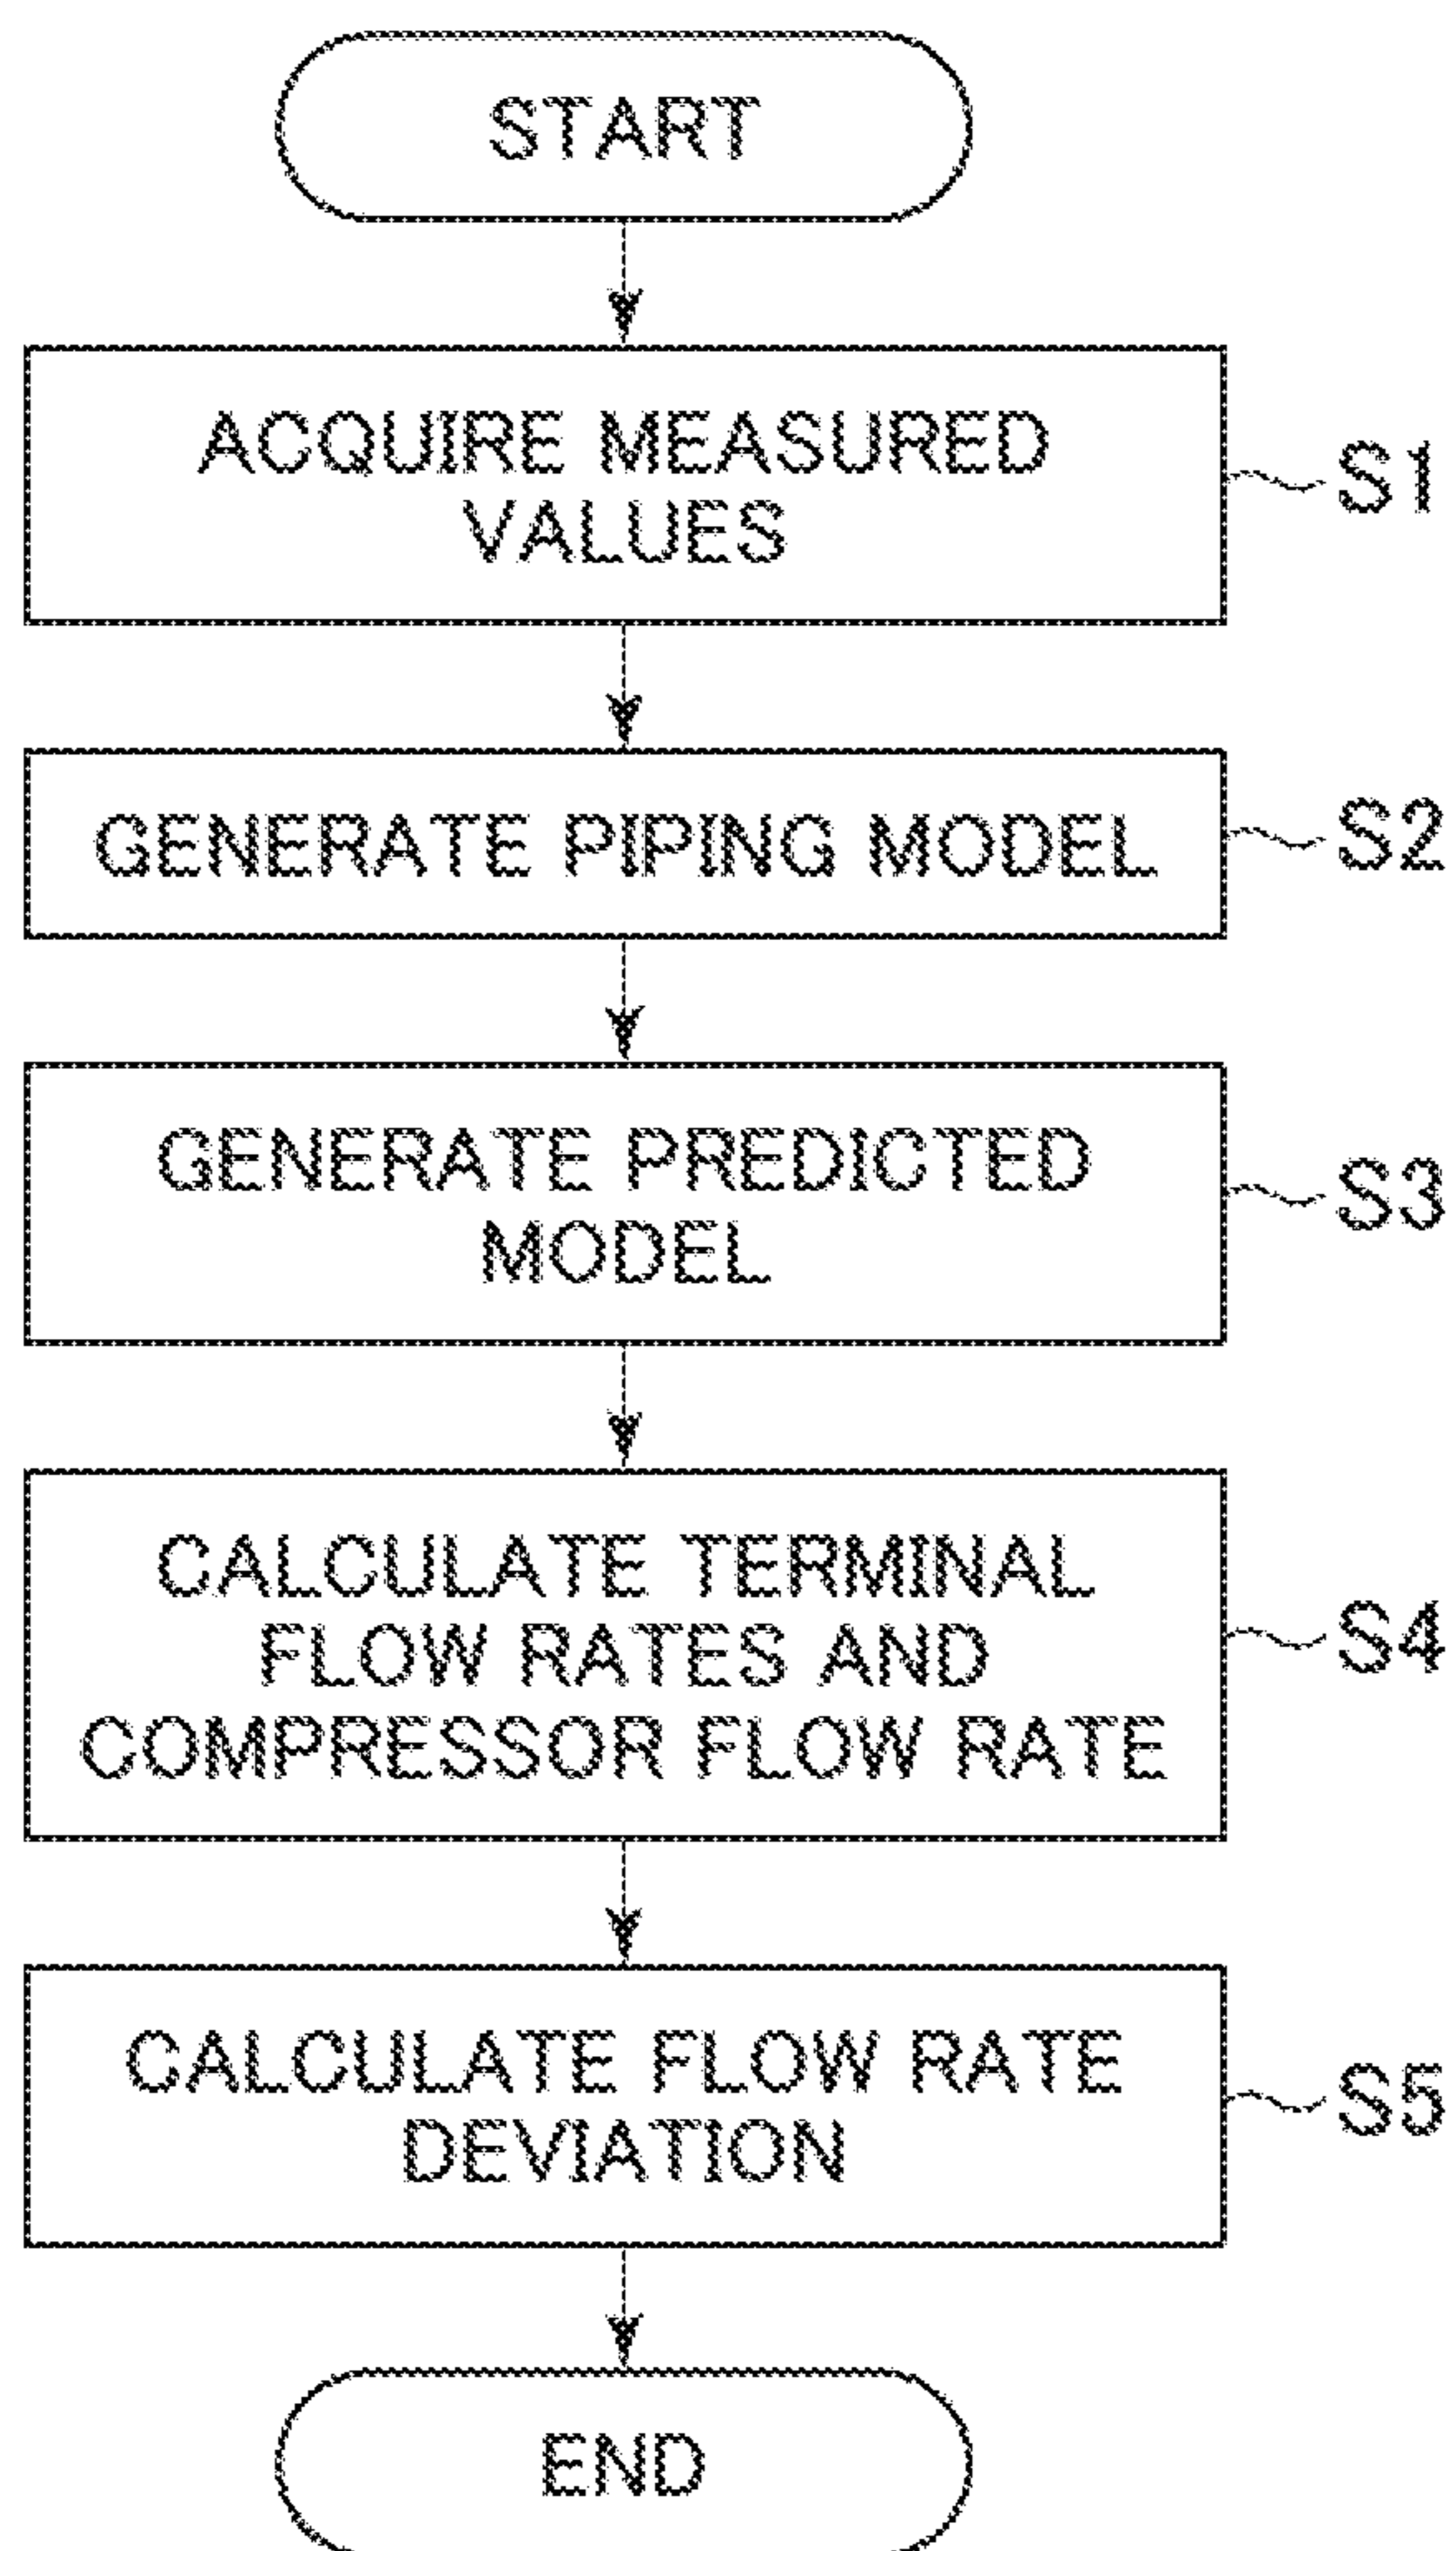 START
ACQUIRE MEASURED
VALUES
S1
GENERATE PIPING MODEL
S2
GENERATE PREDICTED
MODEL
S3
CALCULATE TERMINAL
FLOW RATES AND
COMPRESSOR FLOW RATE
S4
CALCULATE FLOW RATE
DEVIATION
S5
END